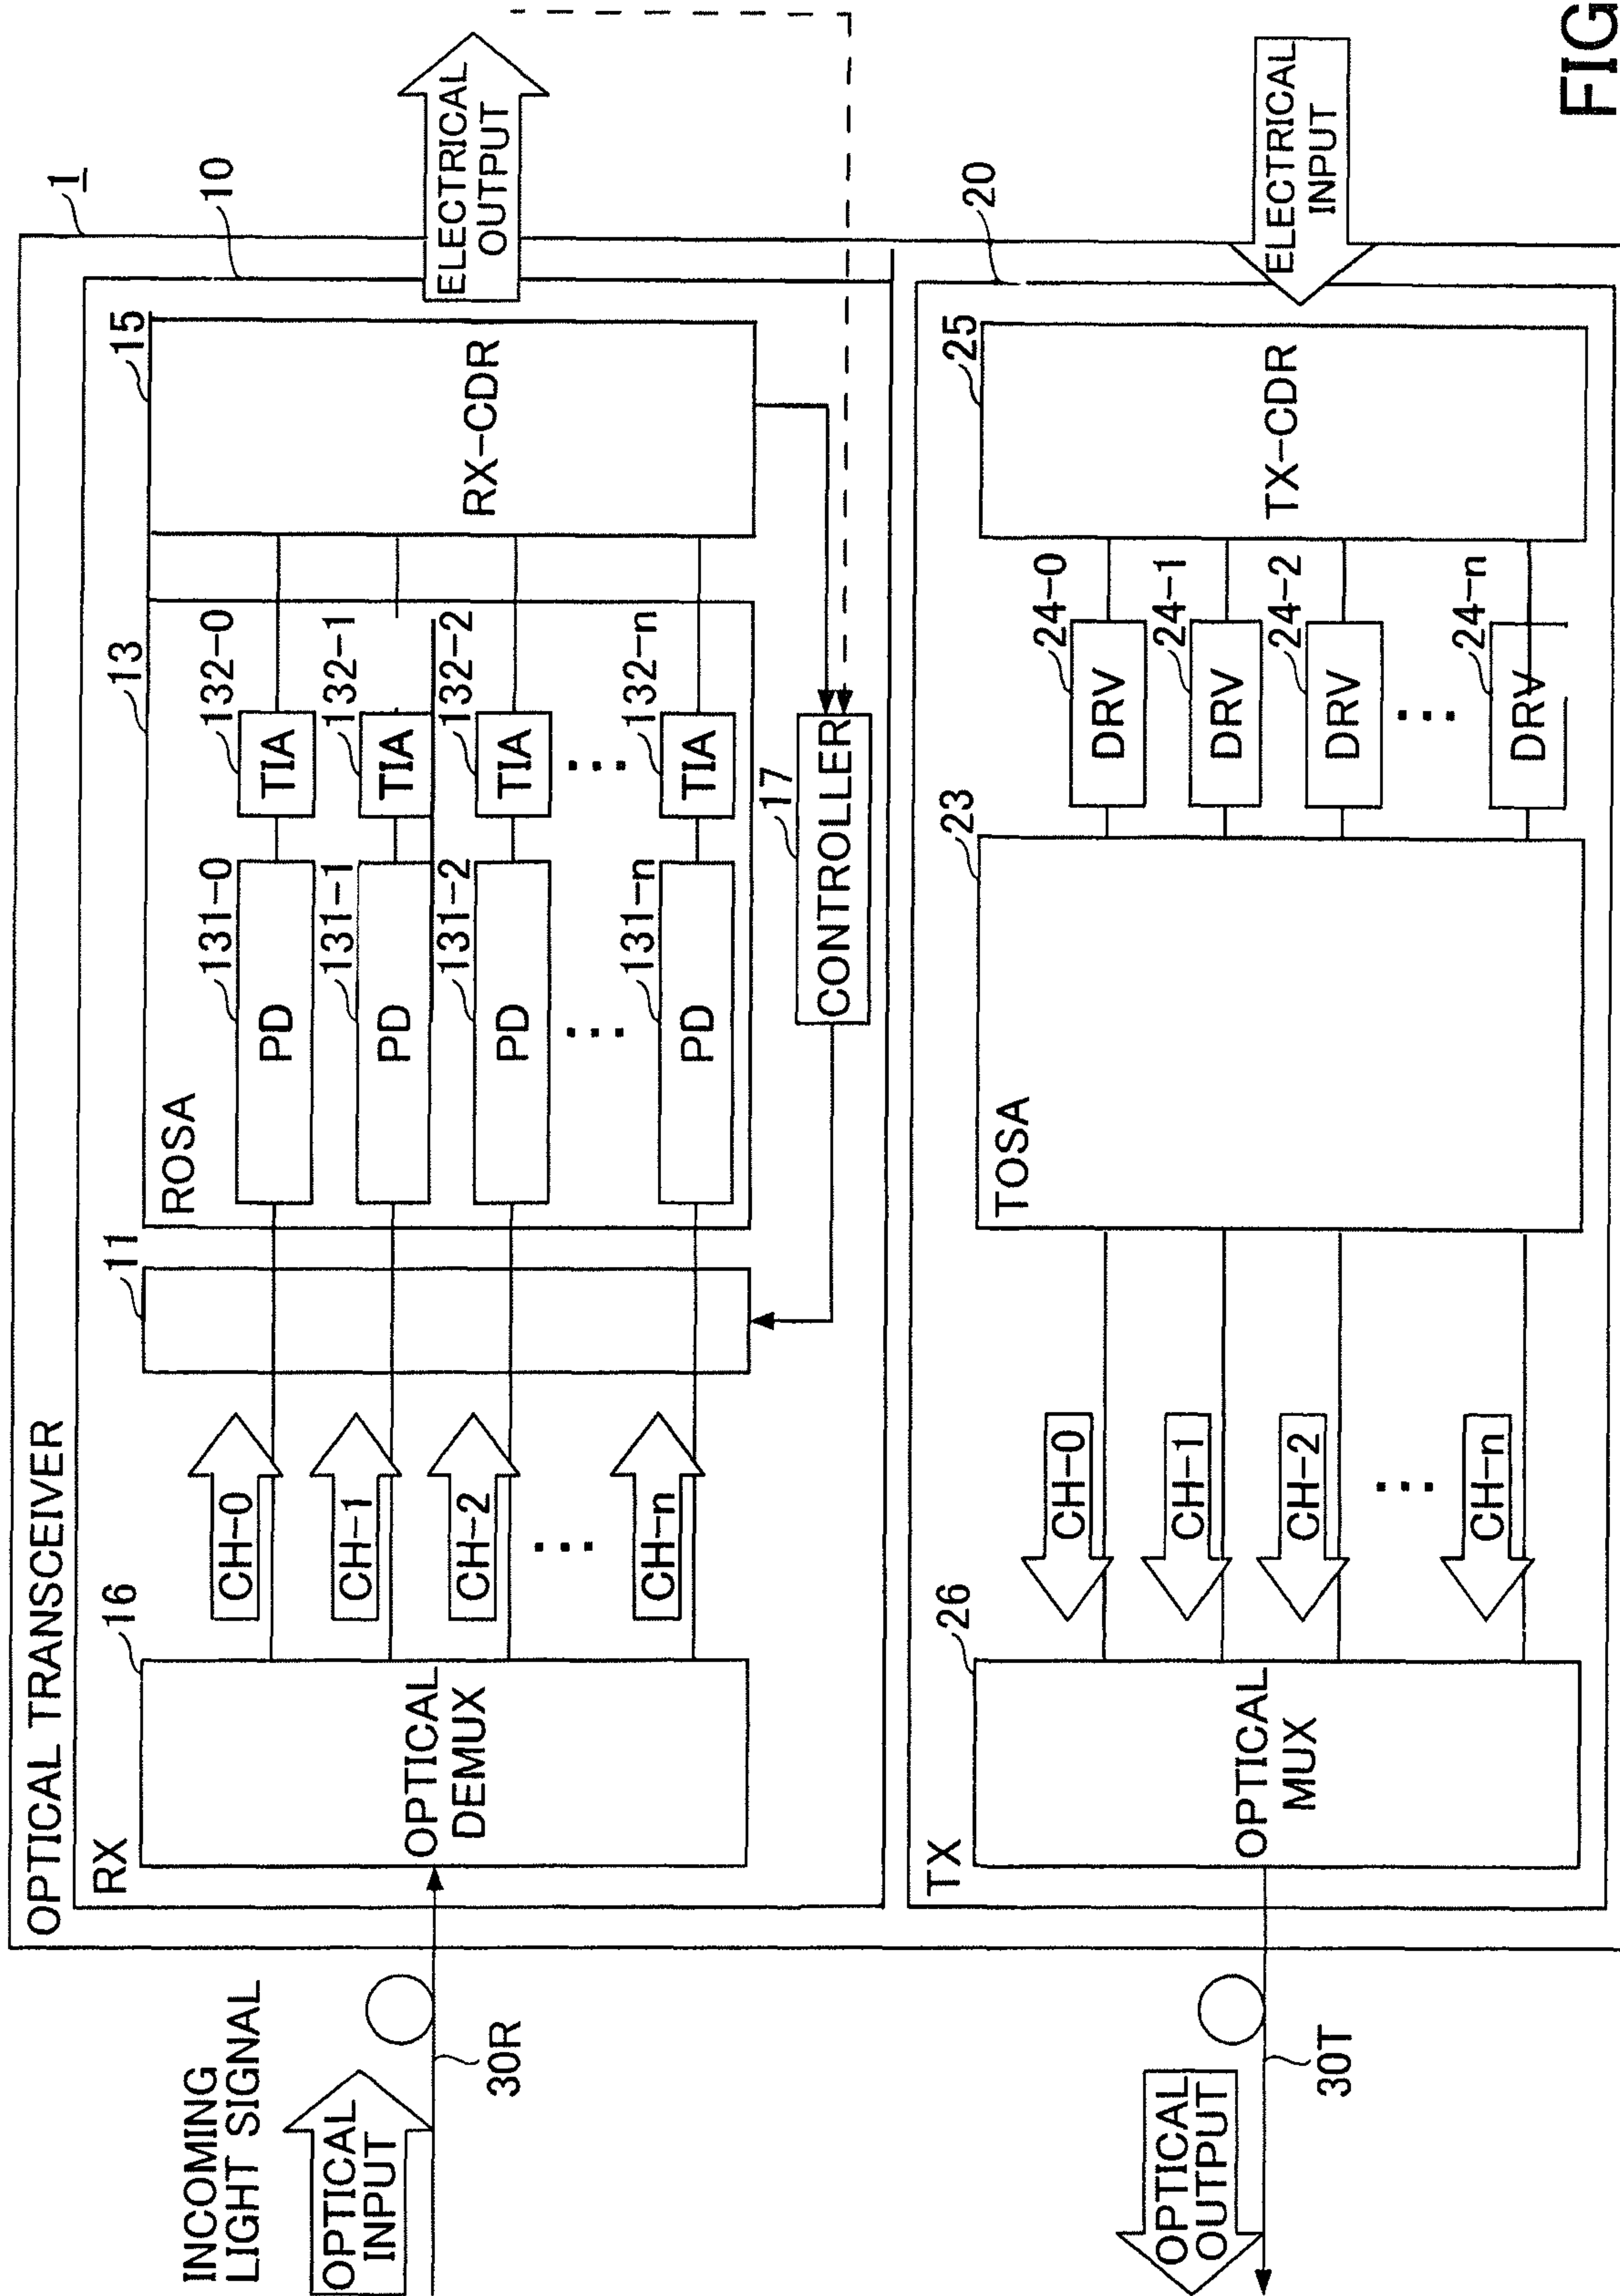 OPTICAL TRANSCEIVER
1
INCOMING
LIGHT SIGNAL
OPTICAL
INPUT
30R
RX
10
16
OPTICAL
DEMUX
CH-0
CH-1
CH-2
CH-n
11
ROSA
13
131-0
PD
131-1
PD
131-2
PD
131-n
PD
132-0
TIA
132-1
TIA
132-2
TIA
132-n
TIA
15
RX-CDR
ELECTRICAL
OUTPUT
17
CONTROLLER
OPTICAL
OUTPUT
30T
TX
20
26
OPTICAL
MUX
CH-0
CH-1
CH-2
CH-n
TOSA
23
24-0
DRV
24-1
DRV
24-2
DRV
24-n
DRV
25
TX-CDR
ELECTRICAL
INPUT
FIG